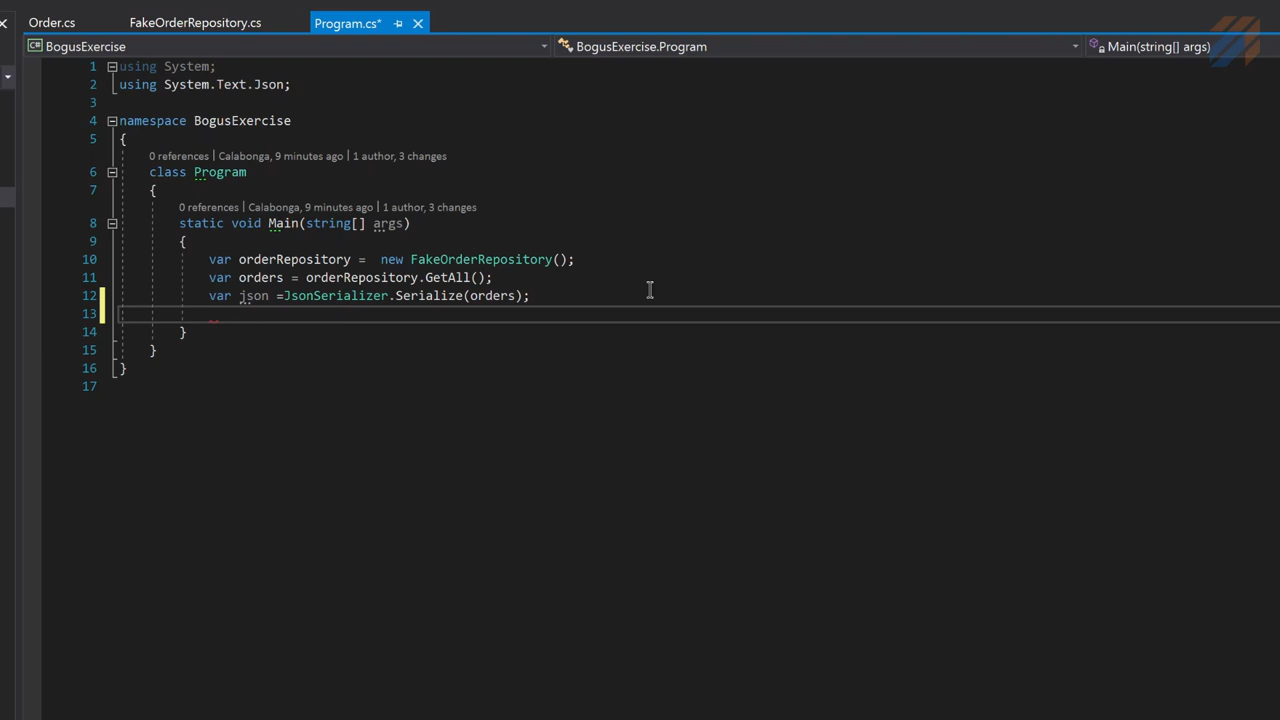 Order.cs FakeOrderRepository.cs Program.cs*
C# BogusExercise BogusExercise.Program Main(string[] args)
1 using System;
2 using System.Text.Json;
3
4 namespace BogusExercise
5 {
0 references | Calabonga, 9 minutes ago | 1 author, 3 changes
6 class Program
7 {
0 references | Calabonga, 9 minutes ago | 1 author, 3 changes
8 static void Main(string[] args)
9 {
10 var orderRepository =  new FakeOrderRepository();
11 var orders = orderRepository.GetAll();
12 var json =JsonSerializer.Serialize(orders);
13
14 }
15 }
16 }
17